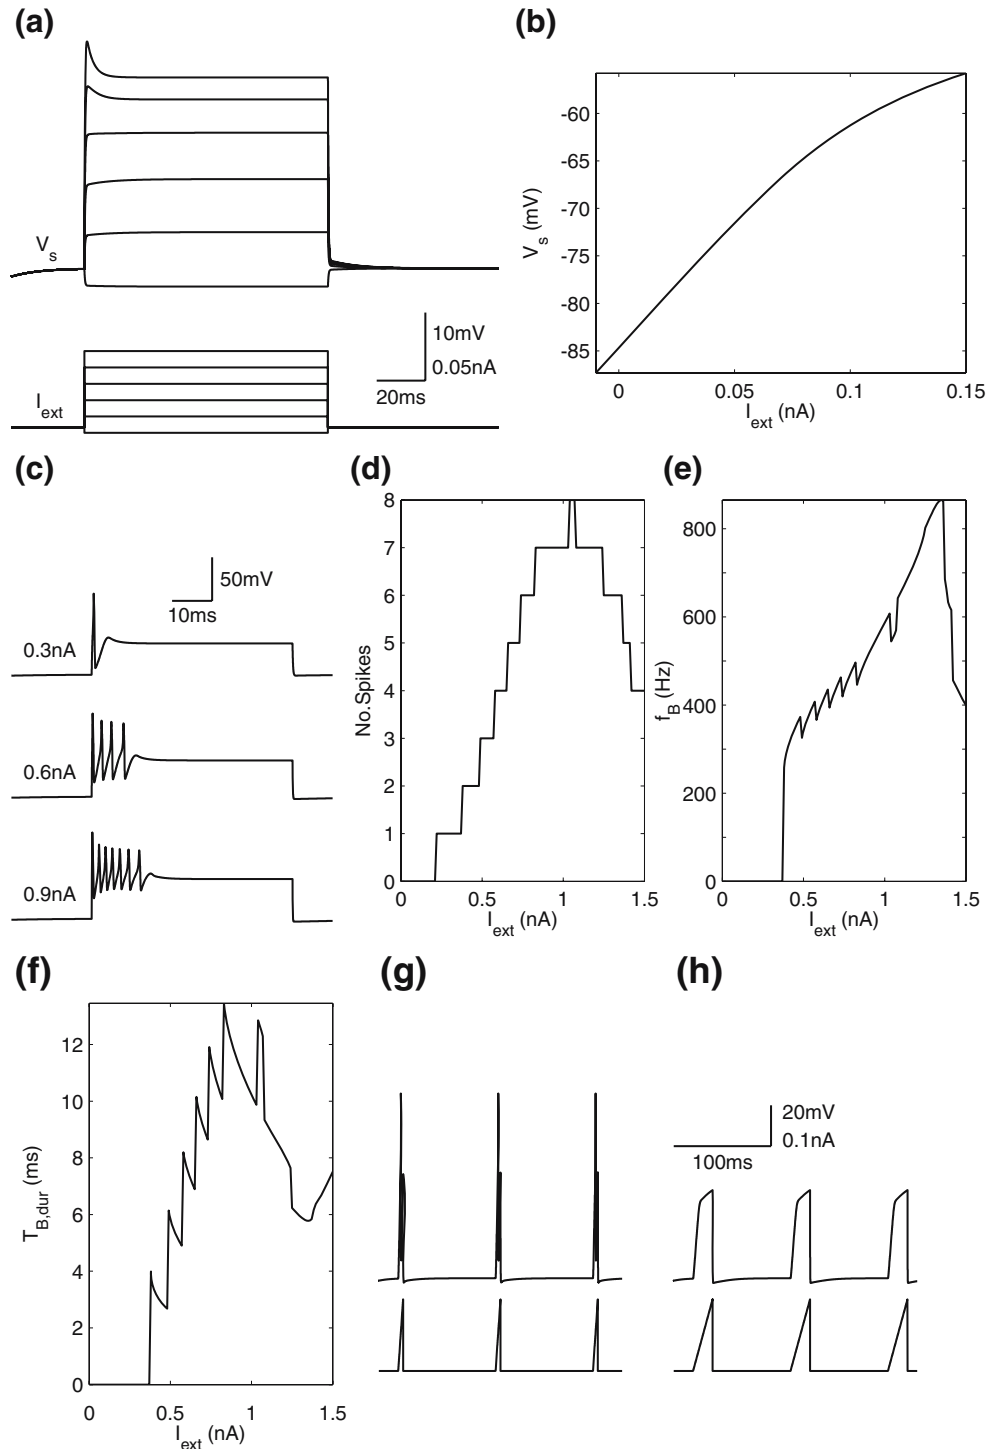 (a)
V_s
I_ext
10mV
0.05nA
20ms
(b)
-60
-65
-70
-75
-80
-85
V_s (mV)
0 0.05 0.1 0.15
I_ext (nA)
(c)
50mV
10ms
0.3nA
0.6nA
0.9nA
(d)
8
7
6
5
4
3
2
1
0
No.Spikes
0 0.5 1 1.5
I_ext (nA)
(e)
800
600
400
200
0
f_B (Hz)
0 0.5 1 1.5
I_ext (nA)
(f)
12
10
8
6
4
2
0
T_B,dur (ms)
0 0.5 1 1.5
I_ext (nA)
(g)
(h)
20mV
0.1nA
100ms